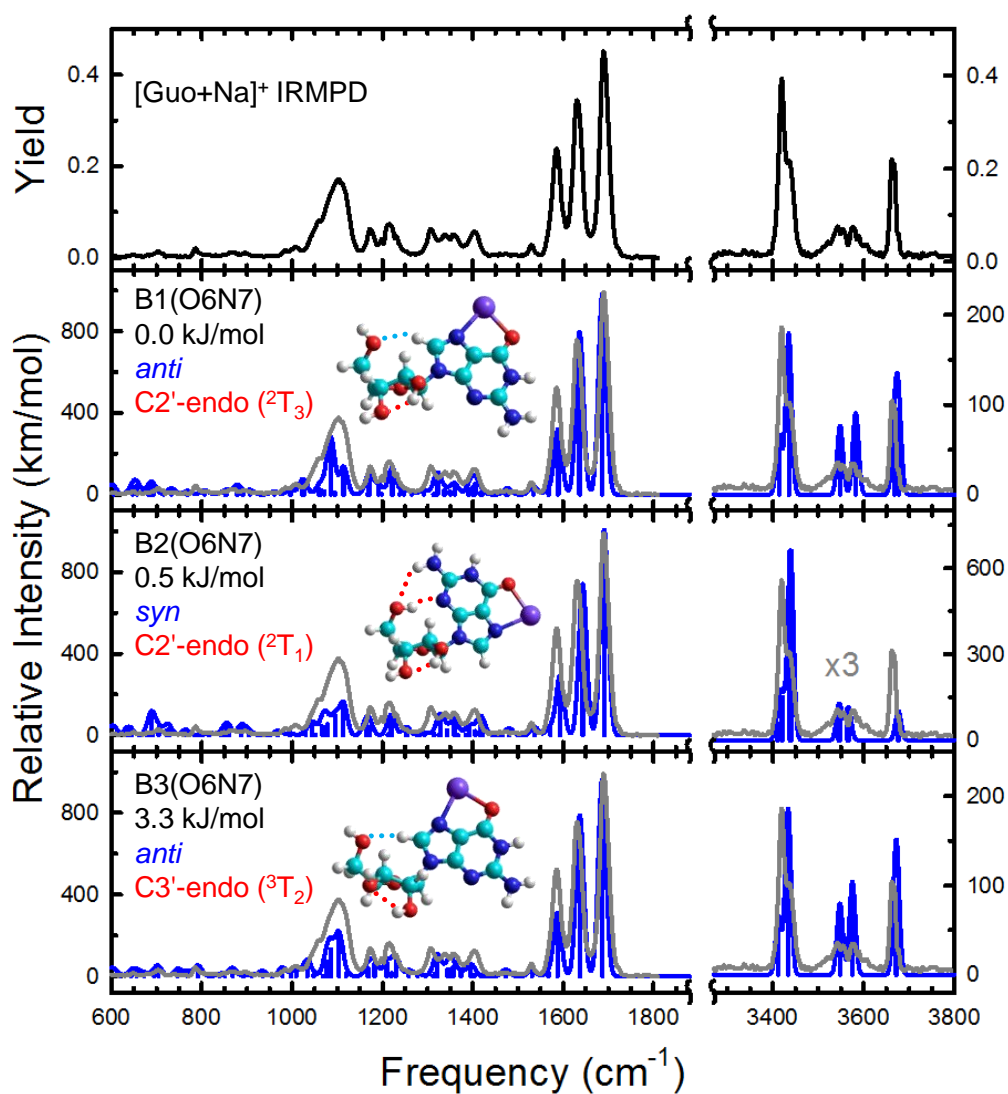 [Guo+Na]⁺ IRMPD
Yield
0.4
0.2
0.0
0.4
0.2
0.0
B1(O6N7)
0.0 kJ/mol
anti
C2'-endo (²T₃)
800
400
0
200
100
0
B2(O6N7)
0.5 kJ/mol
syn
C2'-endo (²T₁)
x3
800
400
0
600
300
0
B3(O6N7)
3.3 kJ/mol
anti
C3'-endo (³T₂)
800
400
0
200
100
0
Relative Intensity (km/mol)
600 800 1000 1200 1400 1600 1800 3400 3600 3800
Frequency (cm⁻¹)